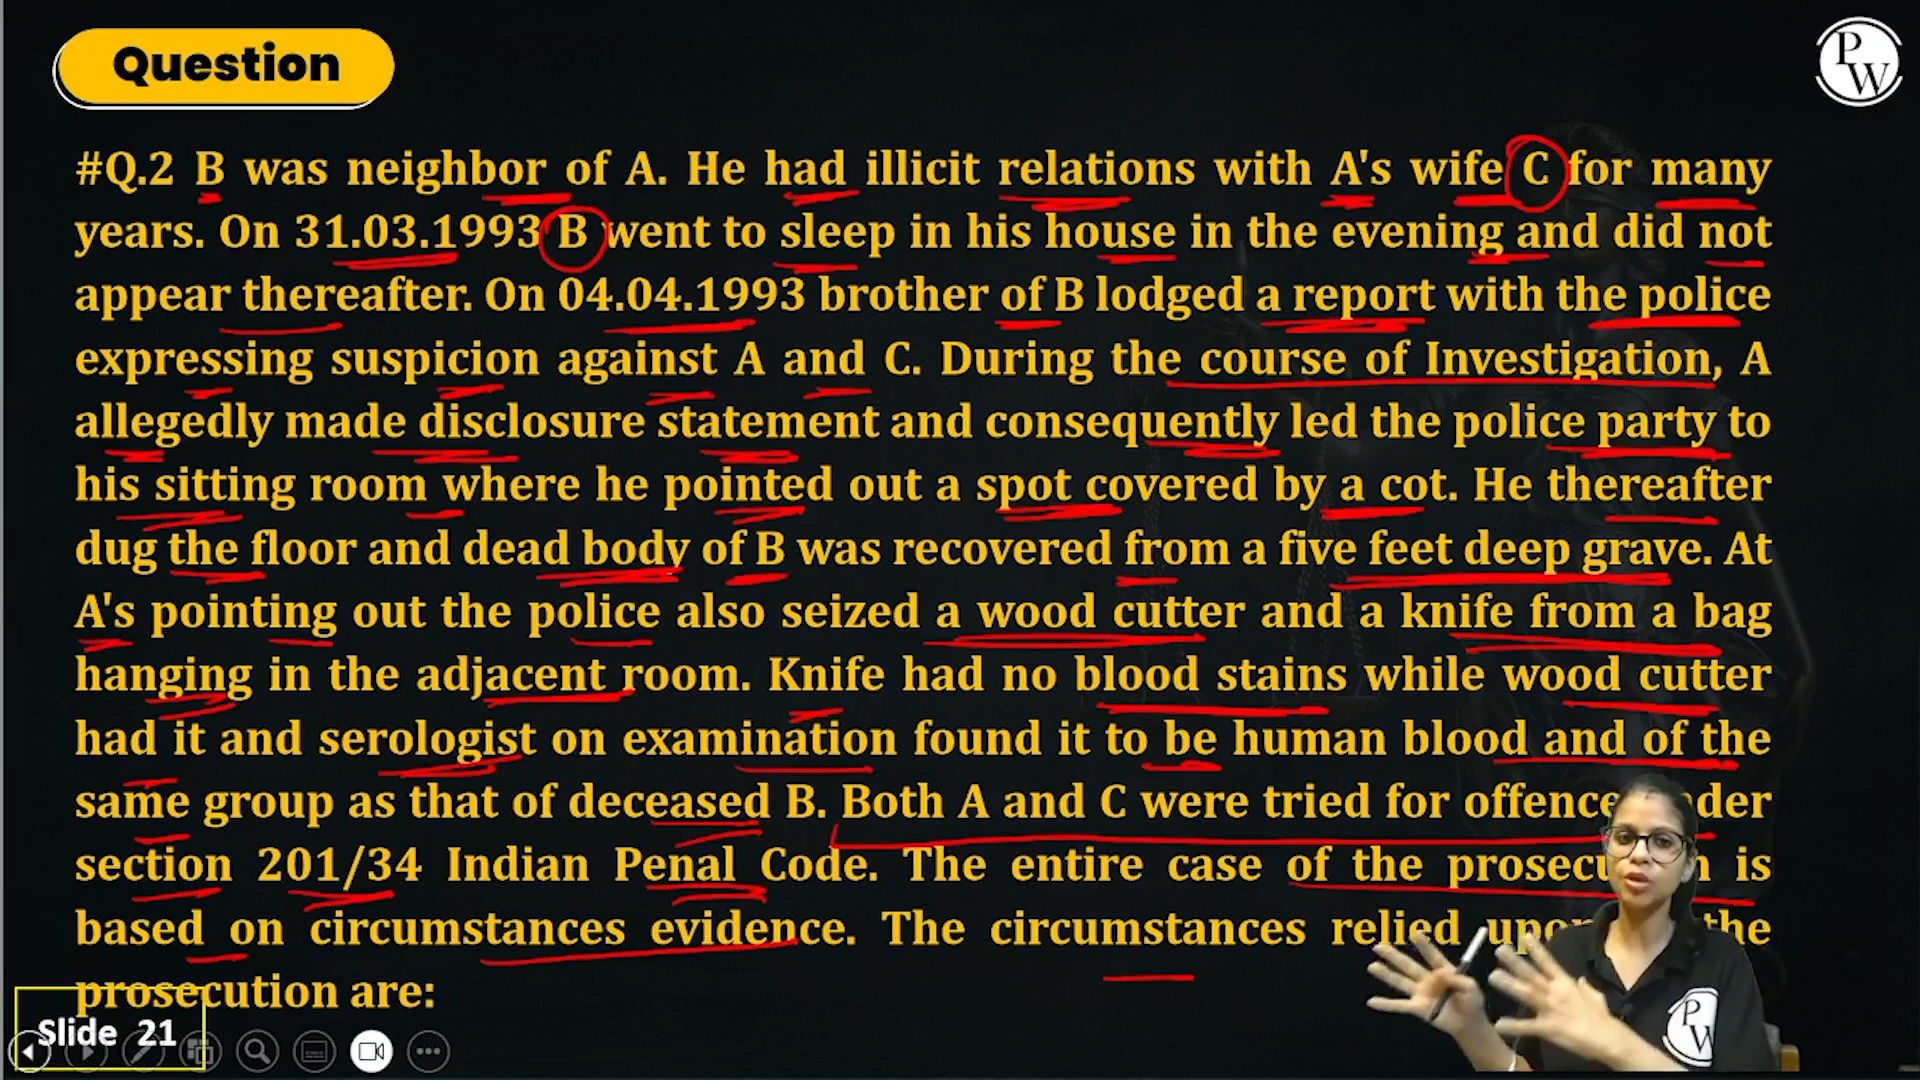 Question
PW
#Q.2 B was neighbor of A. He had illicit relations with A's wife C for many
years. On 31.03.1993 B went to sleep in his house in the evening and did not
appear thereafter. On 04.04.1993 brother of B lodged a report with the police
expressing suspicion against A and C. During the course of Investigation, A
allegedly made disclosure statement and consequently led the police party to
his sitting room where he pointed out a spot covered by a cot. He thereafter
dug the floor and dead body of B was recovered from a five feet deep grave. At
A's pointing out the police also seized a wood cutter and a knife from a bag
hanging in the adjacent room. Knife had no blood stains while wood cutter
had it and serologist on examination found it to be human blood and of the
same group as that of deceased B. Both A and C were tried for offence
section 201/34 Indian Penal Code. The entire case of the is
based on circumstances evidence. The circumstances relied the
prosecution are:
Slide 21
PW